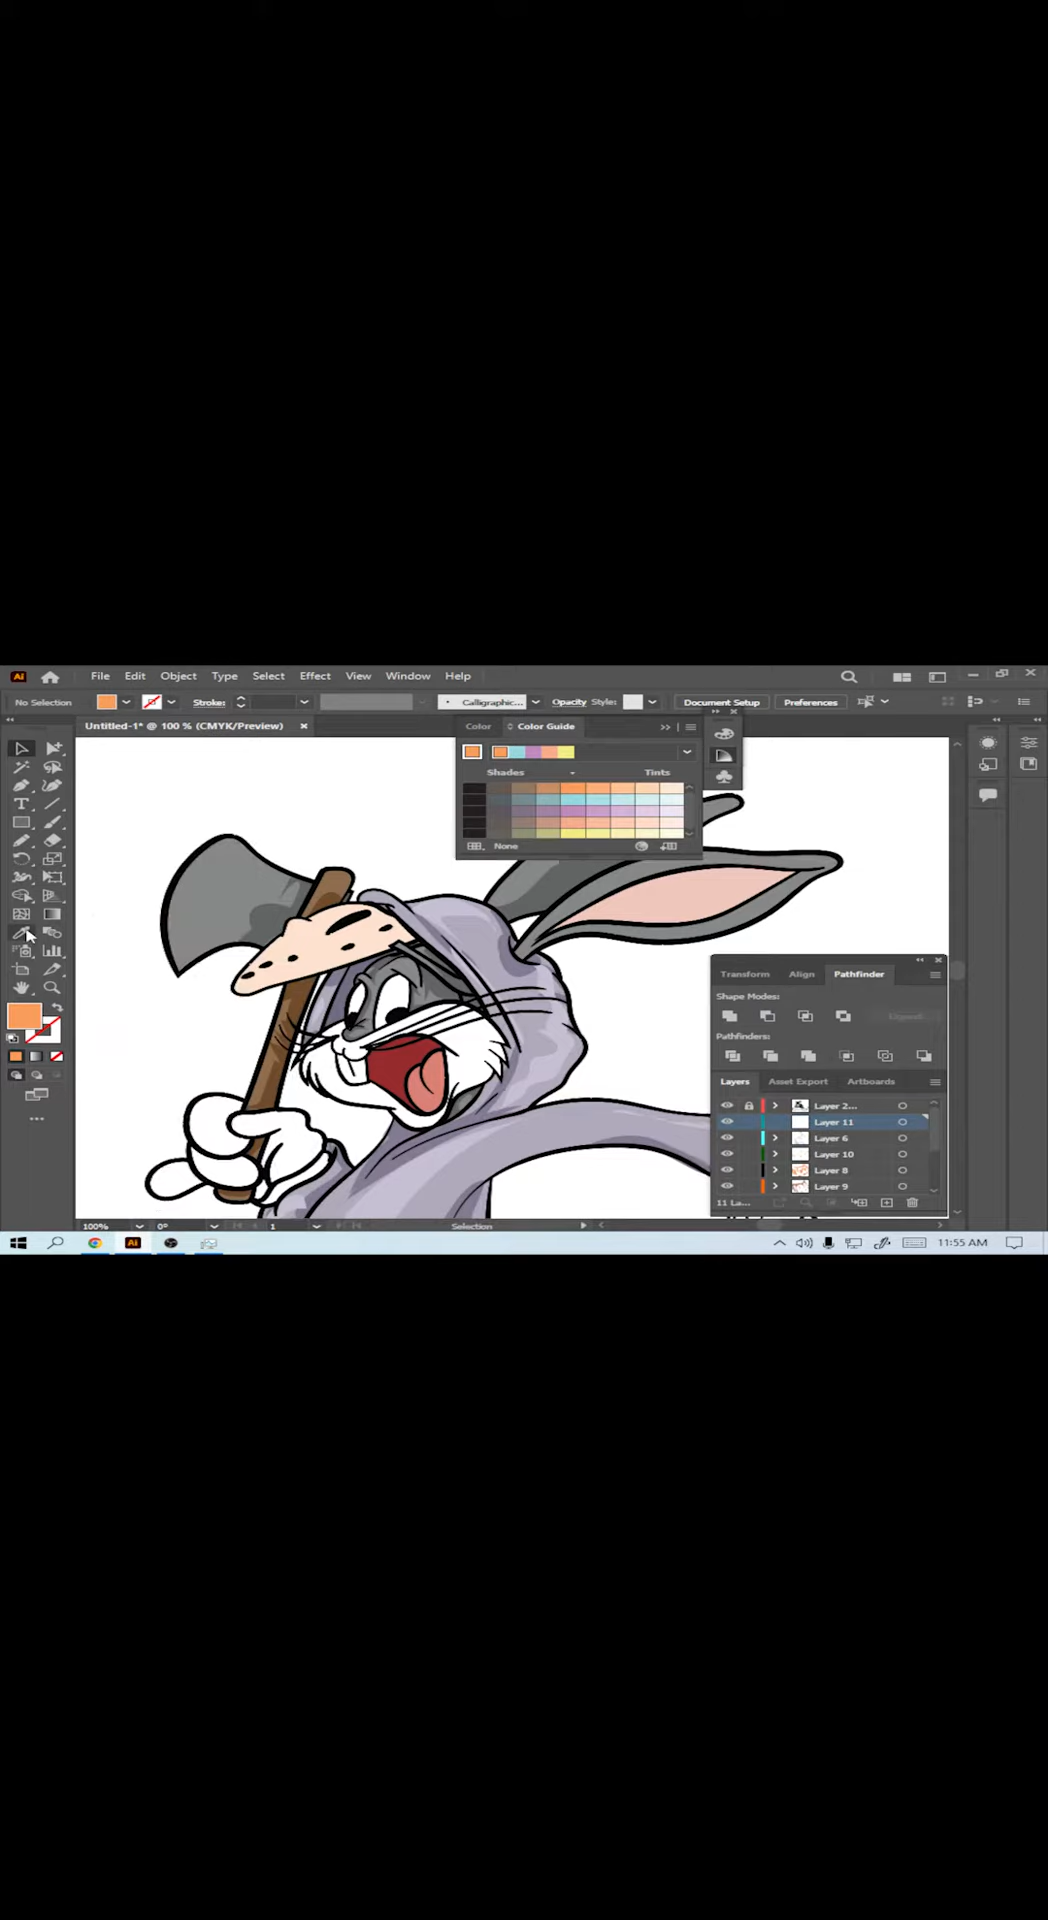 Ai File Edit Object Type Select Effect View Window Help
No Selection Stroke: Calligraphic... Opacity Style: Document Setup Preferences
Untitled-1* @ 100 % (CMYK/Preview) ×
Color Color Guide
Shades Tints
None
Transform Align Pathfinder
Shape Modes:
Expand
Pathfinders:
Layers Asset Export Artboards
Layer 2...
Layer 11
Layer 6
Layer 10
Layer 8
Layer 9
11 La...
100% 0° 1 Selection
Ai 11:55 AM